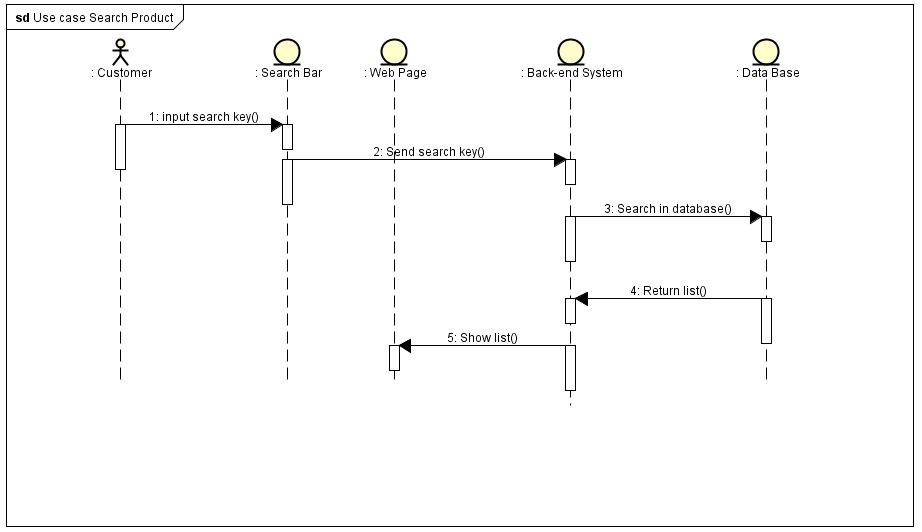 sd Use case Search Product
: Customer
: Search Bar
: Web Page
: Back-end System
: Data Base
1: input search key()
2: Send search key()
3: Search in database()
4: Return list()
5: Show list()